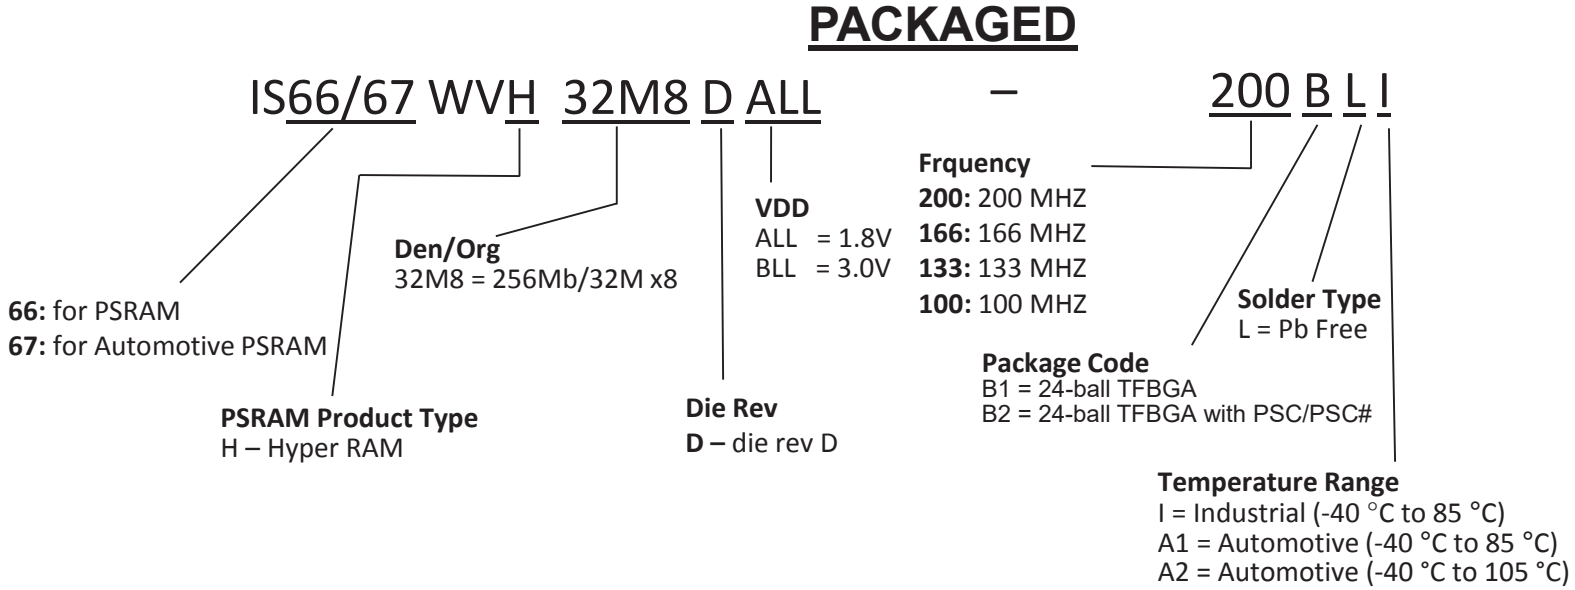 PACKAGED
IS66/67 WVH 32M8 D ALL – 200 B L I
Frquency
200: 200 MHZ
166: 166 MHZ
133: 133 MHZ
100: 100 MHZ
VDD
ALL = 1.8V
BLL = 3.0V
Den/Org
32M8 = 256Mb/32M x8
66: for PSRAM
67: for Automotive PSRAM
Solder Type
L = Pb Free
Package Code
B1 = 24-ball TFBGA
B2 = 24-ball TFBGA with PSC/PSC#
PSRAM Product Type
H – Hyper RAM
Die Rev
D – die rev D
Temperature Range
I = Industrial (-40 °C to 85 °C)
A1 = Automotive (-40 °C to 85 °C)
A2 = Automotive (-40 °C to 105 °C)